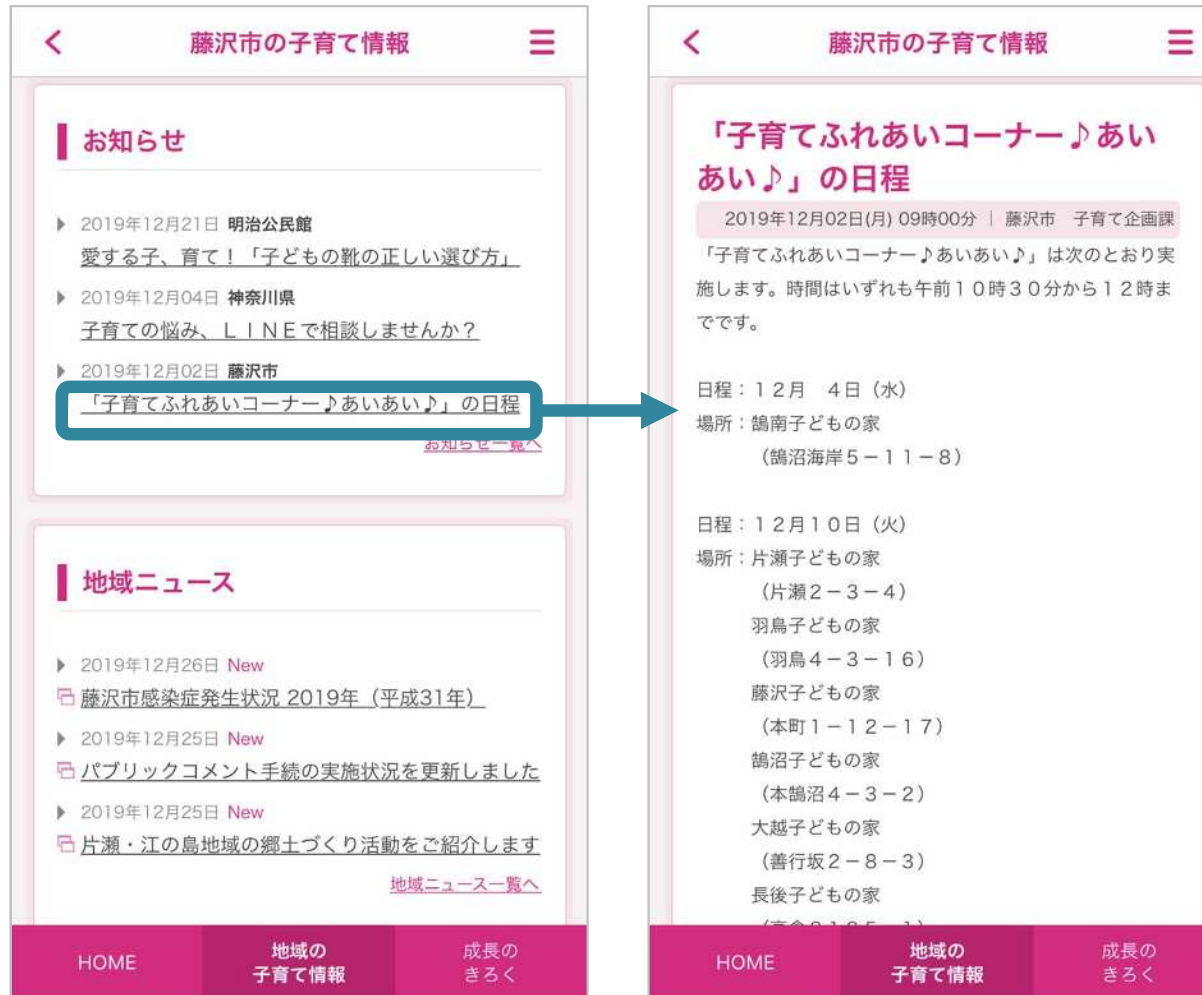 藤沢市の子育て情報
お知らせ
2019年12月21日 明治公民館
愛する子、育て！「子どもの靴の正しい選び方」
2019年12月04日 神奈川県
子育ての悩み、ＬＩＮＥで相談しませんか？
2019年12月02日 藤沢市
「子育てふれあいコーナー♪あいあい♪」の日程
お知らせ一覧へ
地域ニュース
2019年12月26日 New
藤沢市感染症発生状況 2019年（平成31年）
2019年12月25日 New
パブリックコメント手続の実施状況を更新しました
2019年12月25日 New
片瀬・江の島地域の郷土づくり活動をご紹介します
地域ニュース一覧へ
HOME
地域の
子育て情報
成長の
きろく
藤沢市の子育て情報
「子育てふれあいコーナー♪あい
あい♪」の日程
2019年12月02日(月) 09時00分 | 藤沢市　子育て企画課
「子育てふれあいコーナー♪あいあい♪」は次のとおり実
施します。時間はいずれも午前１０時３０分から１２時ま
でです。
日程：１２月　４日（水）
場所：鵠南子どもの家
（鵠沼海岸５－１１－８）
日程：１２月１０日（火）
場所：片瀬子どもの家
（片瀬２－３－４）
羽鳥子どもの家
（羽鳥４－３－１６）
藤沢子どもの家
（本町１－１２－１７）
鵠沼子どもの家
（本鵠沼４－３－２）
大越子どもの家
（善行坂２－８－３）
長後子どもの家
HOME
地域の
子育て情報
成長の
きろく